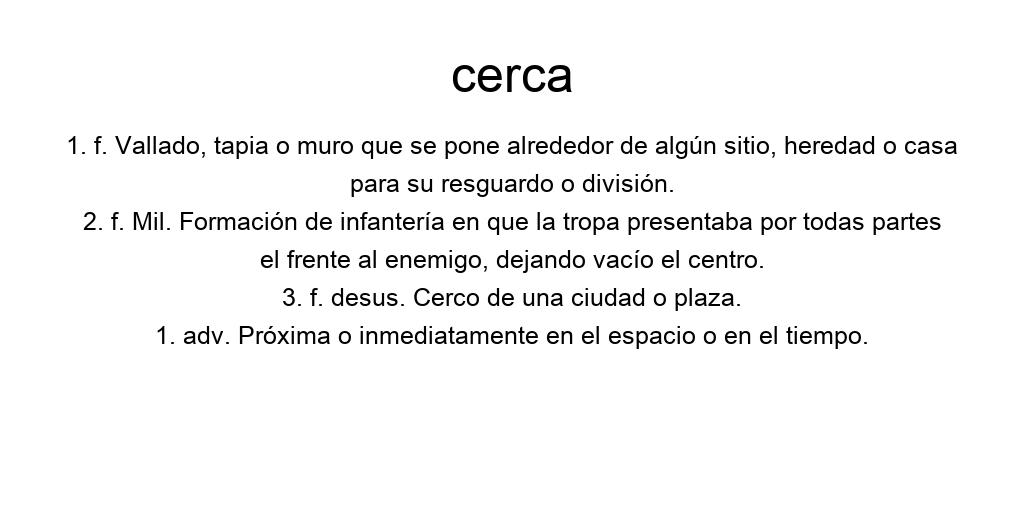 cerca
1. f. Vallado, tapia o muro que se pone alrededor de algún sitio, heredad o casa
para su resguardo o división.
2. f. Mil. Formación de infantería en que la tropa presentaba por todas partes
el frente al enemigo, dejando vacío el centro.
3. f. desus. Cerco de una ciudad o plaza.
1. adv. Próxima o inmediatamente en el espacio o en el tiempo.